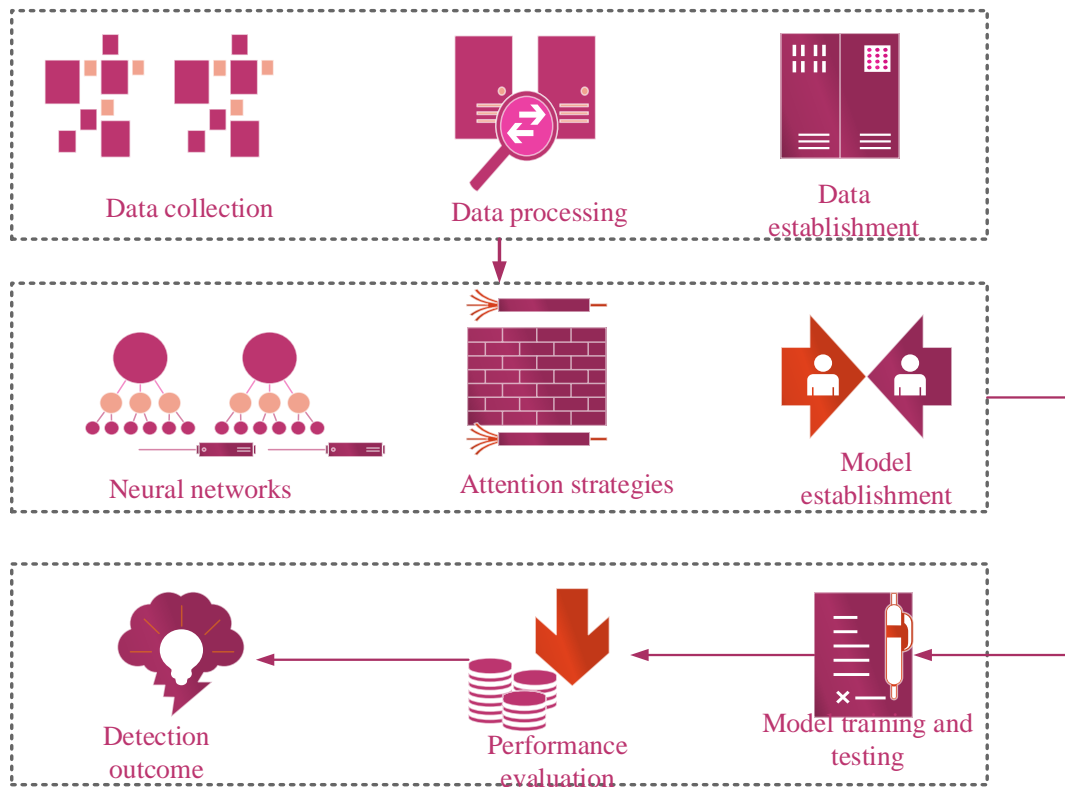 Data collection
Data processing
Data
establishment
Neural networks
Attention strategies
Model
establishment
Detection
outcome
Performance
evaluation
Model training and
testing